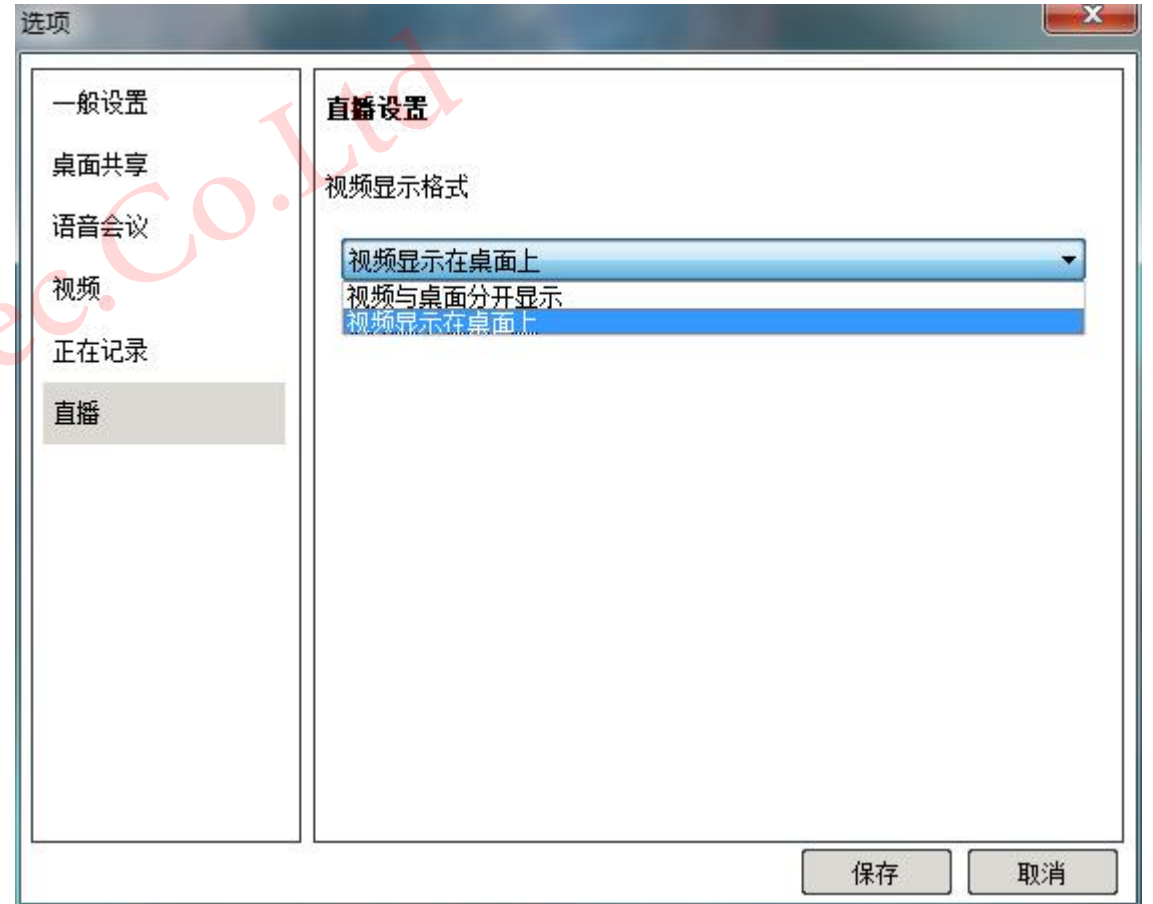 选项
一般设置
桌面共享
语音会议
视频
正在记录
直播
直播设置
视频显示格式
视频显示在桌面上
视频与桌面分开显示
视频显示在桌面上
保存
取消
ec.Co.Ltd